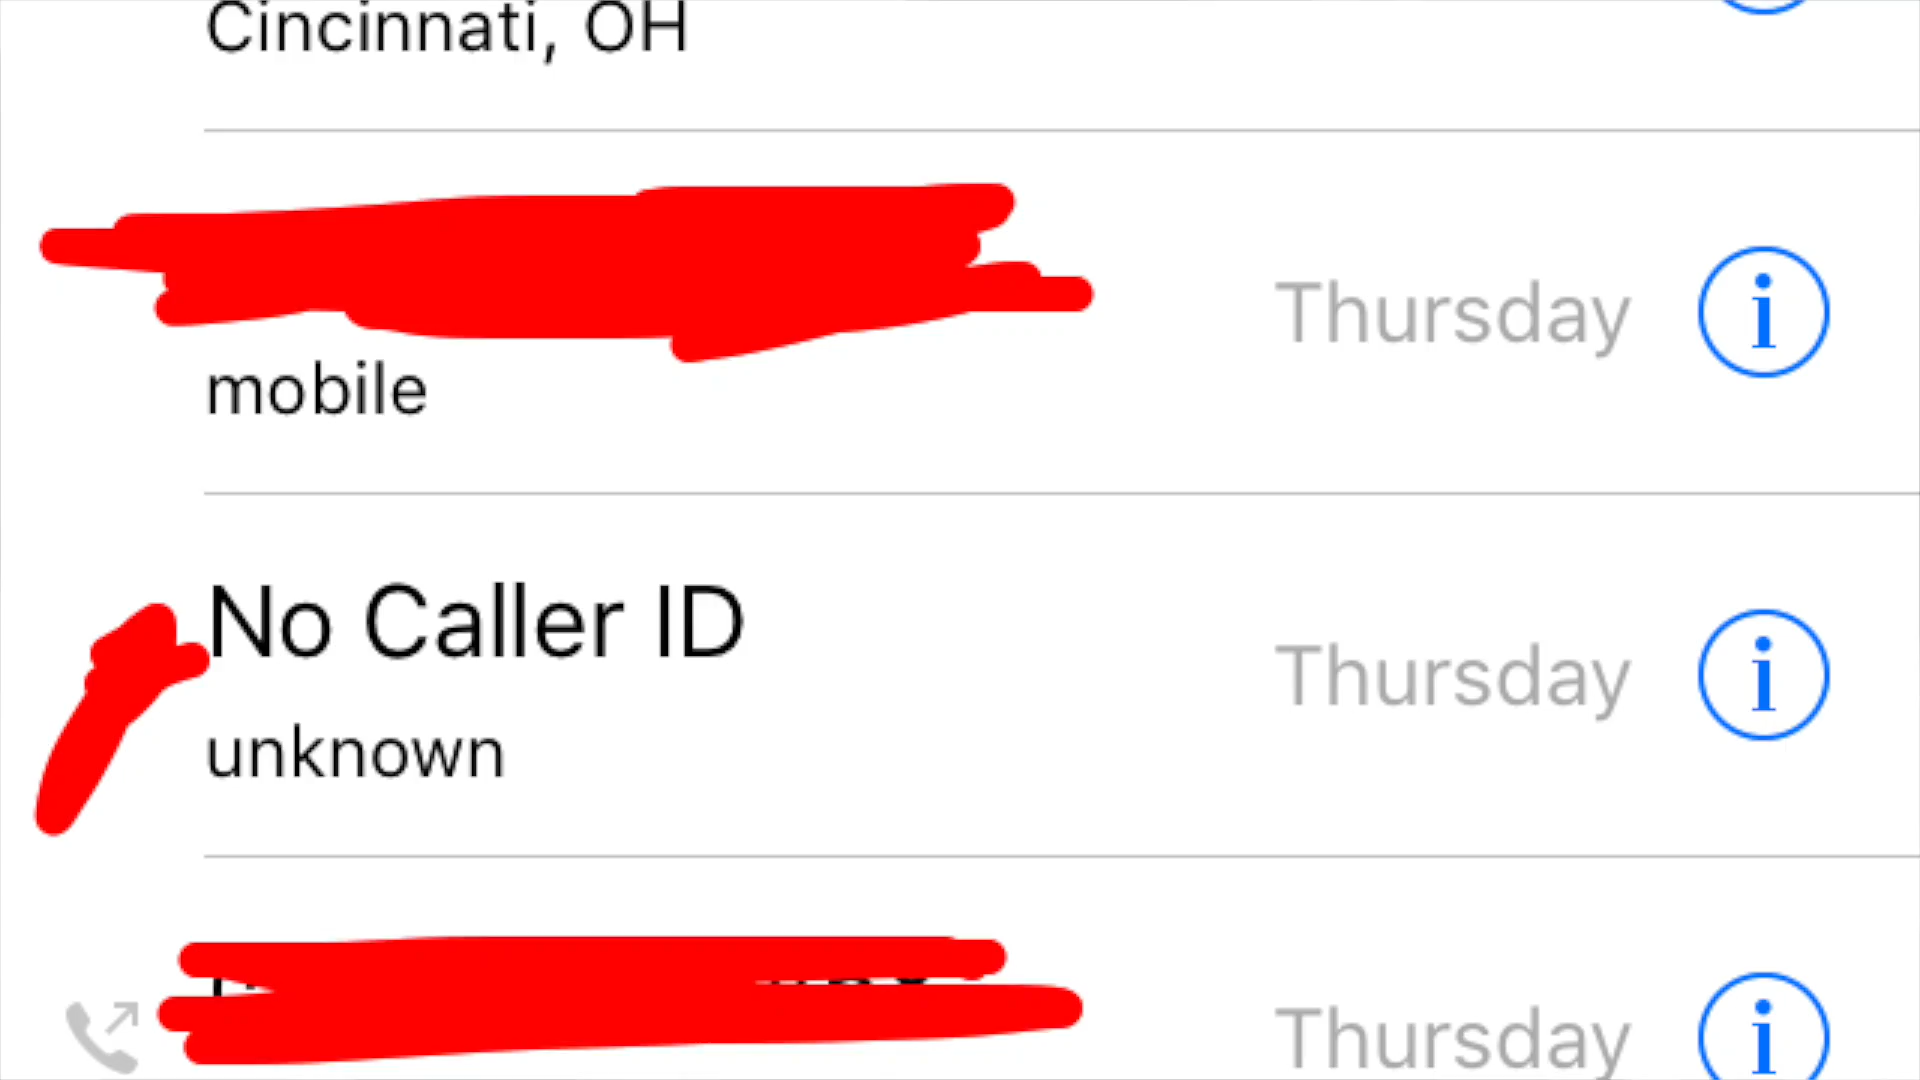 Cincinnati, OH
Thursday
mobile
No Caller ID
Thursday
unknown
Thursday